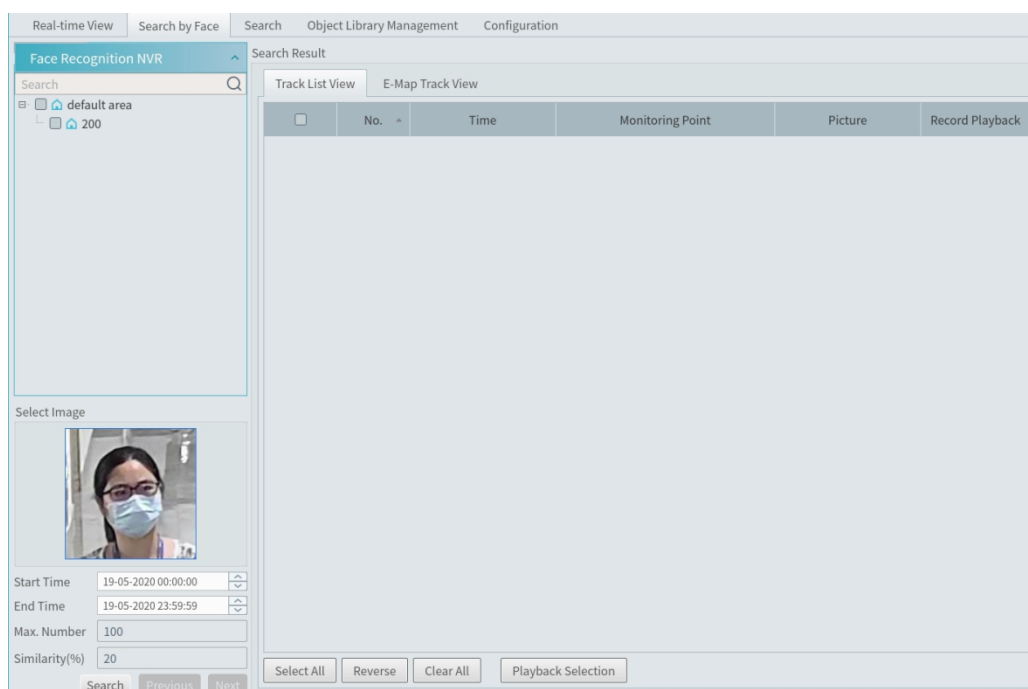 Real-time View Search by Face Search Object Library Management Configuration
Face Recognition NVR
Search
default area
200
Select Image
Start Time 19-05-2020 00:00:00
End Time 19-05-2020 23:59:59
Max. Number 100
Similarity(%) 20
Search Previous Next
Search Result
Track List View E-Map Track View
No. Time Monitoring Point Picture Record Playback
Select All Reverse Clear All Playback Selection